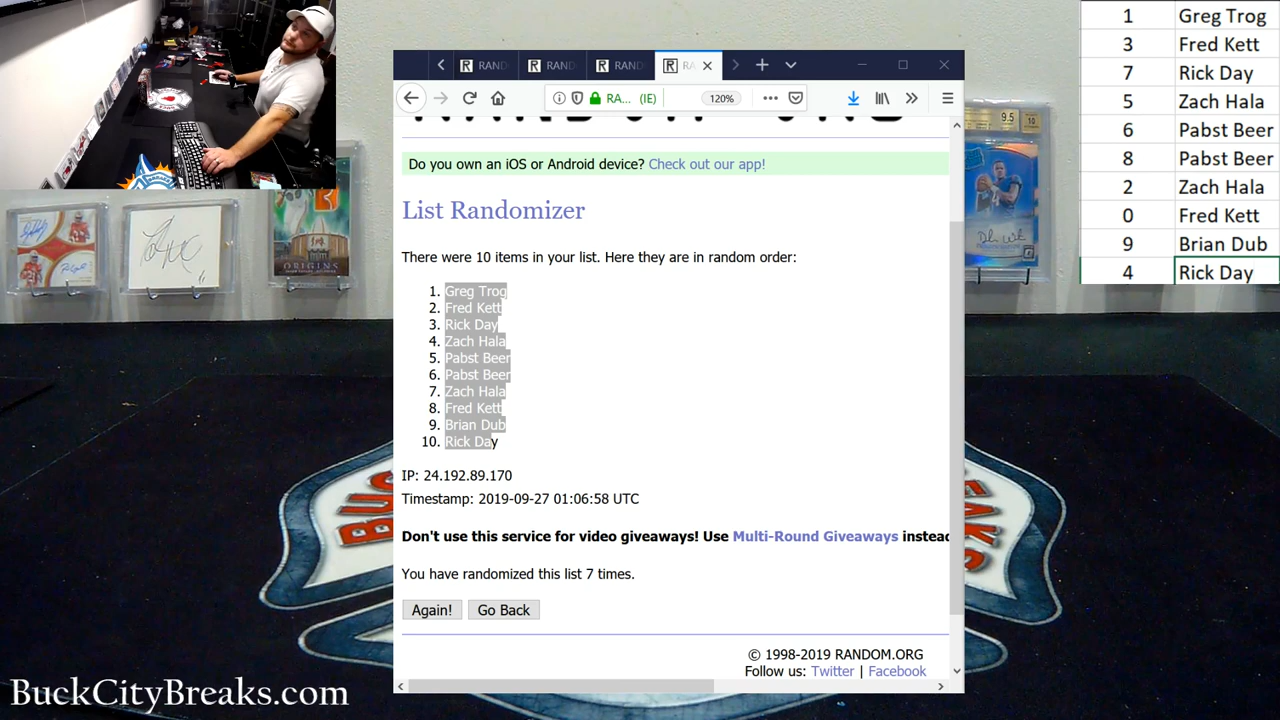 RAND
RAND
RAND
RA
RA... (IE)
120%
Do you own an iOS or Android device? Check out our app!
List Randomizer
There were 10 items in your list. Here they are in random order:
1. Greg Trog
2. Fred Kett
3. Rick Day
4. Zach Hala
5. Pabst Beer
6. Pabst Beer
7. Zach Hala
8. Fred Kett
9. Brian Dub
10. Rick Day
IP: 24.192.89.170
Timestamp: 2019-09-27 01:06:58 UTC
Don't use this service for video giveaways! Use Multi-Round Giveaways instead
You have randomized this list 7 times.
Again! Go Back
© 1998-2019 RANDOM.ORG
Follow us: Twitter | Facebook
1 Greg Trog
3 Fred Kett
7 Rick Day
5 Zach Hala
6 Pabst Beer
8 Pabst Beer
2 Zach Hala
0 Fred Kett
9 Brian Dub
4 Rick Day
ORIGINS
9.5
10
BuckCityBreaks.com